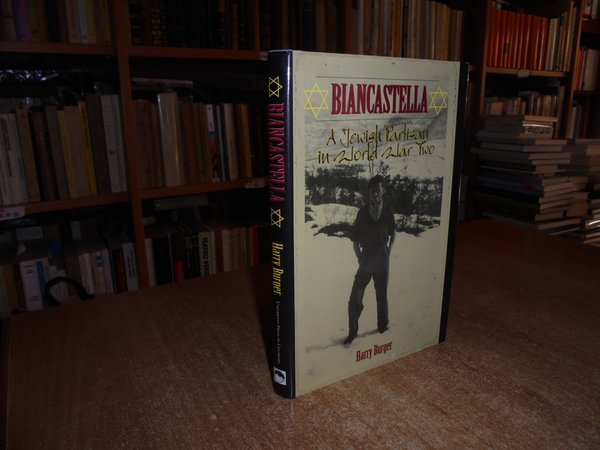 BIANCASTELLA
A Jewish Partisan
in World War Two
Harry Burger
BIANCASTELLA
Harry Burger